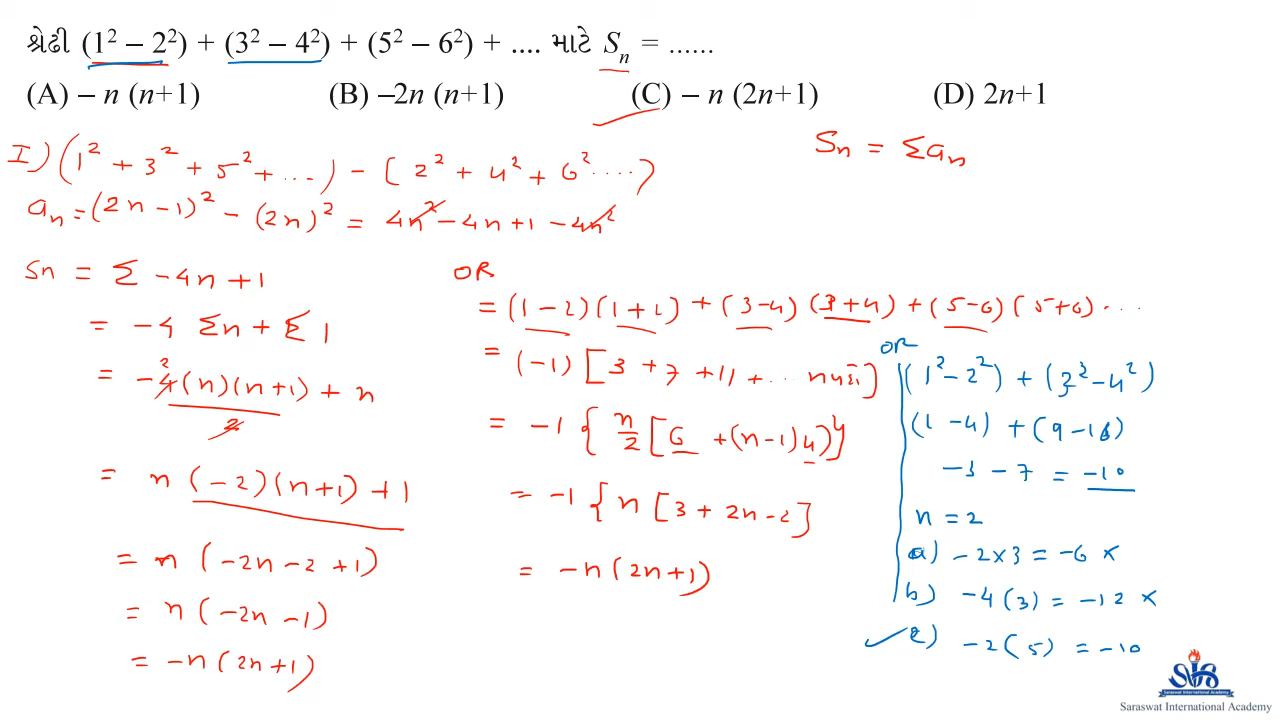 શ્રેઢી (1² – 2²) + (3² – 4²) + (5² – 6²) + .... માટે Sₙ = ......
(A) – n (n+1) (B) –2n (n+1) (C) – n (2n+1) (D) 2n+1
I) (1² + 3² + 5² + ...) – [2² + 4² + 6² ....)
aₙ = (2n – 1)² – (2n)² = 4n² – 4n + 1 – 4n²
Sₙ = Σaₙ
Sn = Σ –4n + 1
= –4 Σn + Σ 1
= –4(n)(n+1) + n
2
2
= n (–2)(n+1) + 1
= n (–2n – 2 + 1)
= n (–2n – 1)
= –n (2n + 1)
OR
= (1 – 2)(1 + 2) + (3 – 4)(3 + 4) + (5 – 6)(5 + 6) ...
= (–1) [3 + 7 + 11 + ...
= –1 { n/2 [6 + (n – 1) 4] }
= –1 { n [3 + 2n – 2]
= –n (2n + 1)
OR
(1² – 2²) + (3² – 4²)
(1 – 4) + (9 – 16)
–3 – 7 = –10
n = 2
a) –2×3 = –6 ×
b) –4 (3) = –12 ×
✓ c) –2 (5) = –10
SIS
Saraswat International Academy
Saraswat International Academy